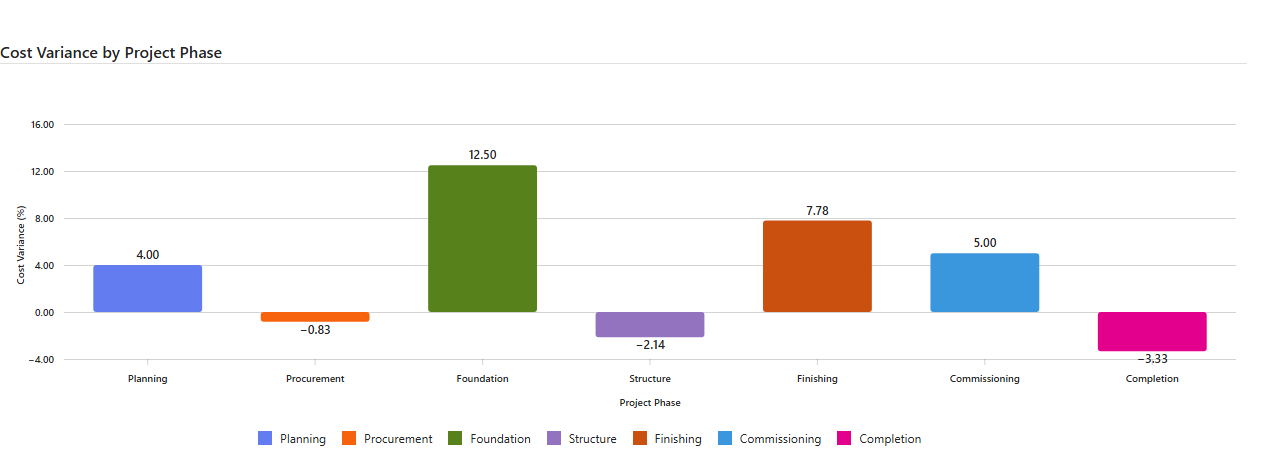 Cost Variance by Project Phase
16.00
12.00
8.00
4.00
0.00
−4.00
Cost Variance (%)
4.00
−0.83
12.50
−2.14
7.78
5.00
−3.33
Planning Procurement Foundation Structure Finishing Commissioning Completion
Project Phase
Planning Procurement Foundation Structure Finishing Commissioning Completion